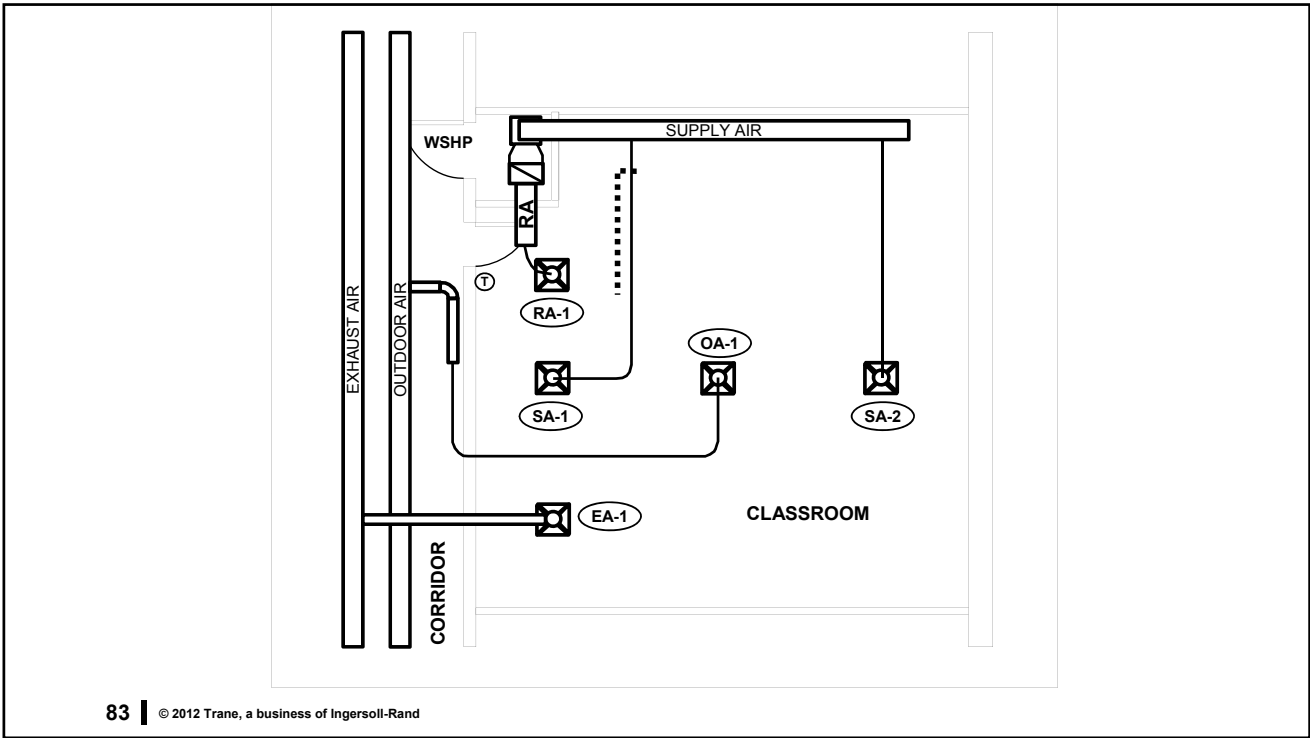 SUPPLY AIR
WSHP
RA
T
RA-1
EXHAUST AIR
OUTDOOR AIR
OA-1
SA-1
SA-2
EA-1
CLASSROOM
CORRIDOR
83 © 2012 Trane, a business of Ingersoll-Rand